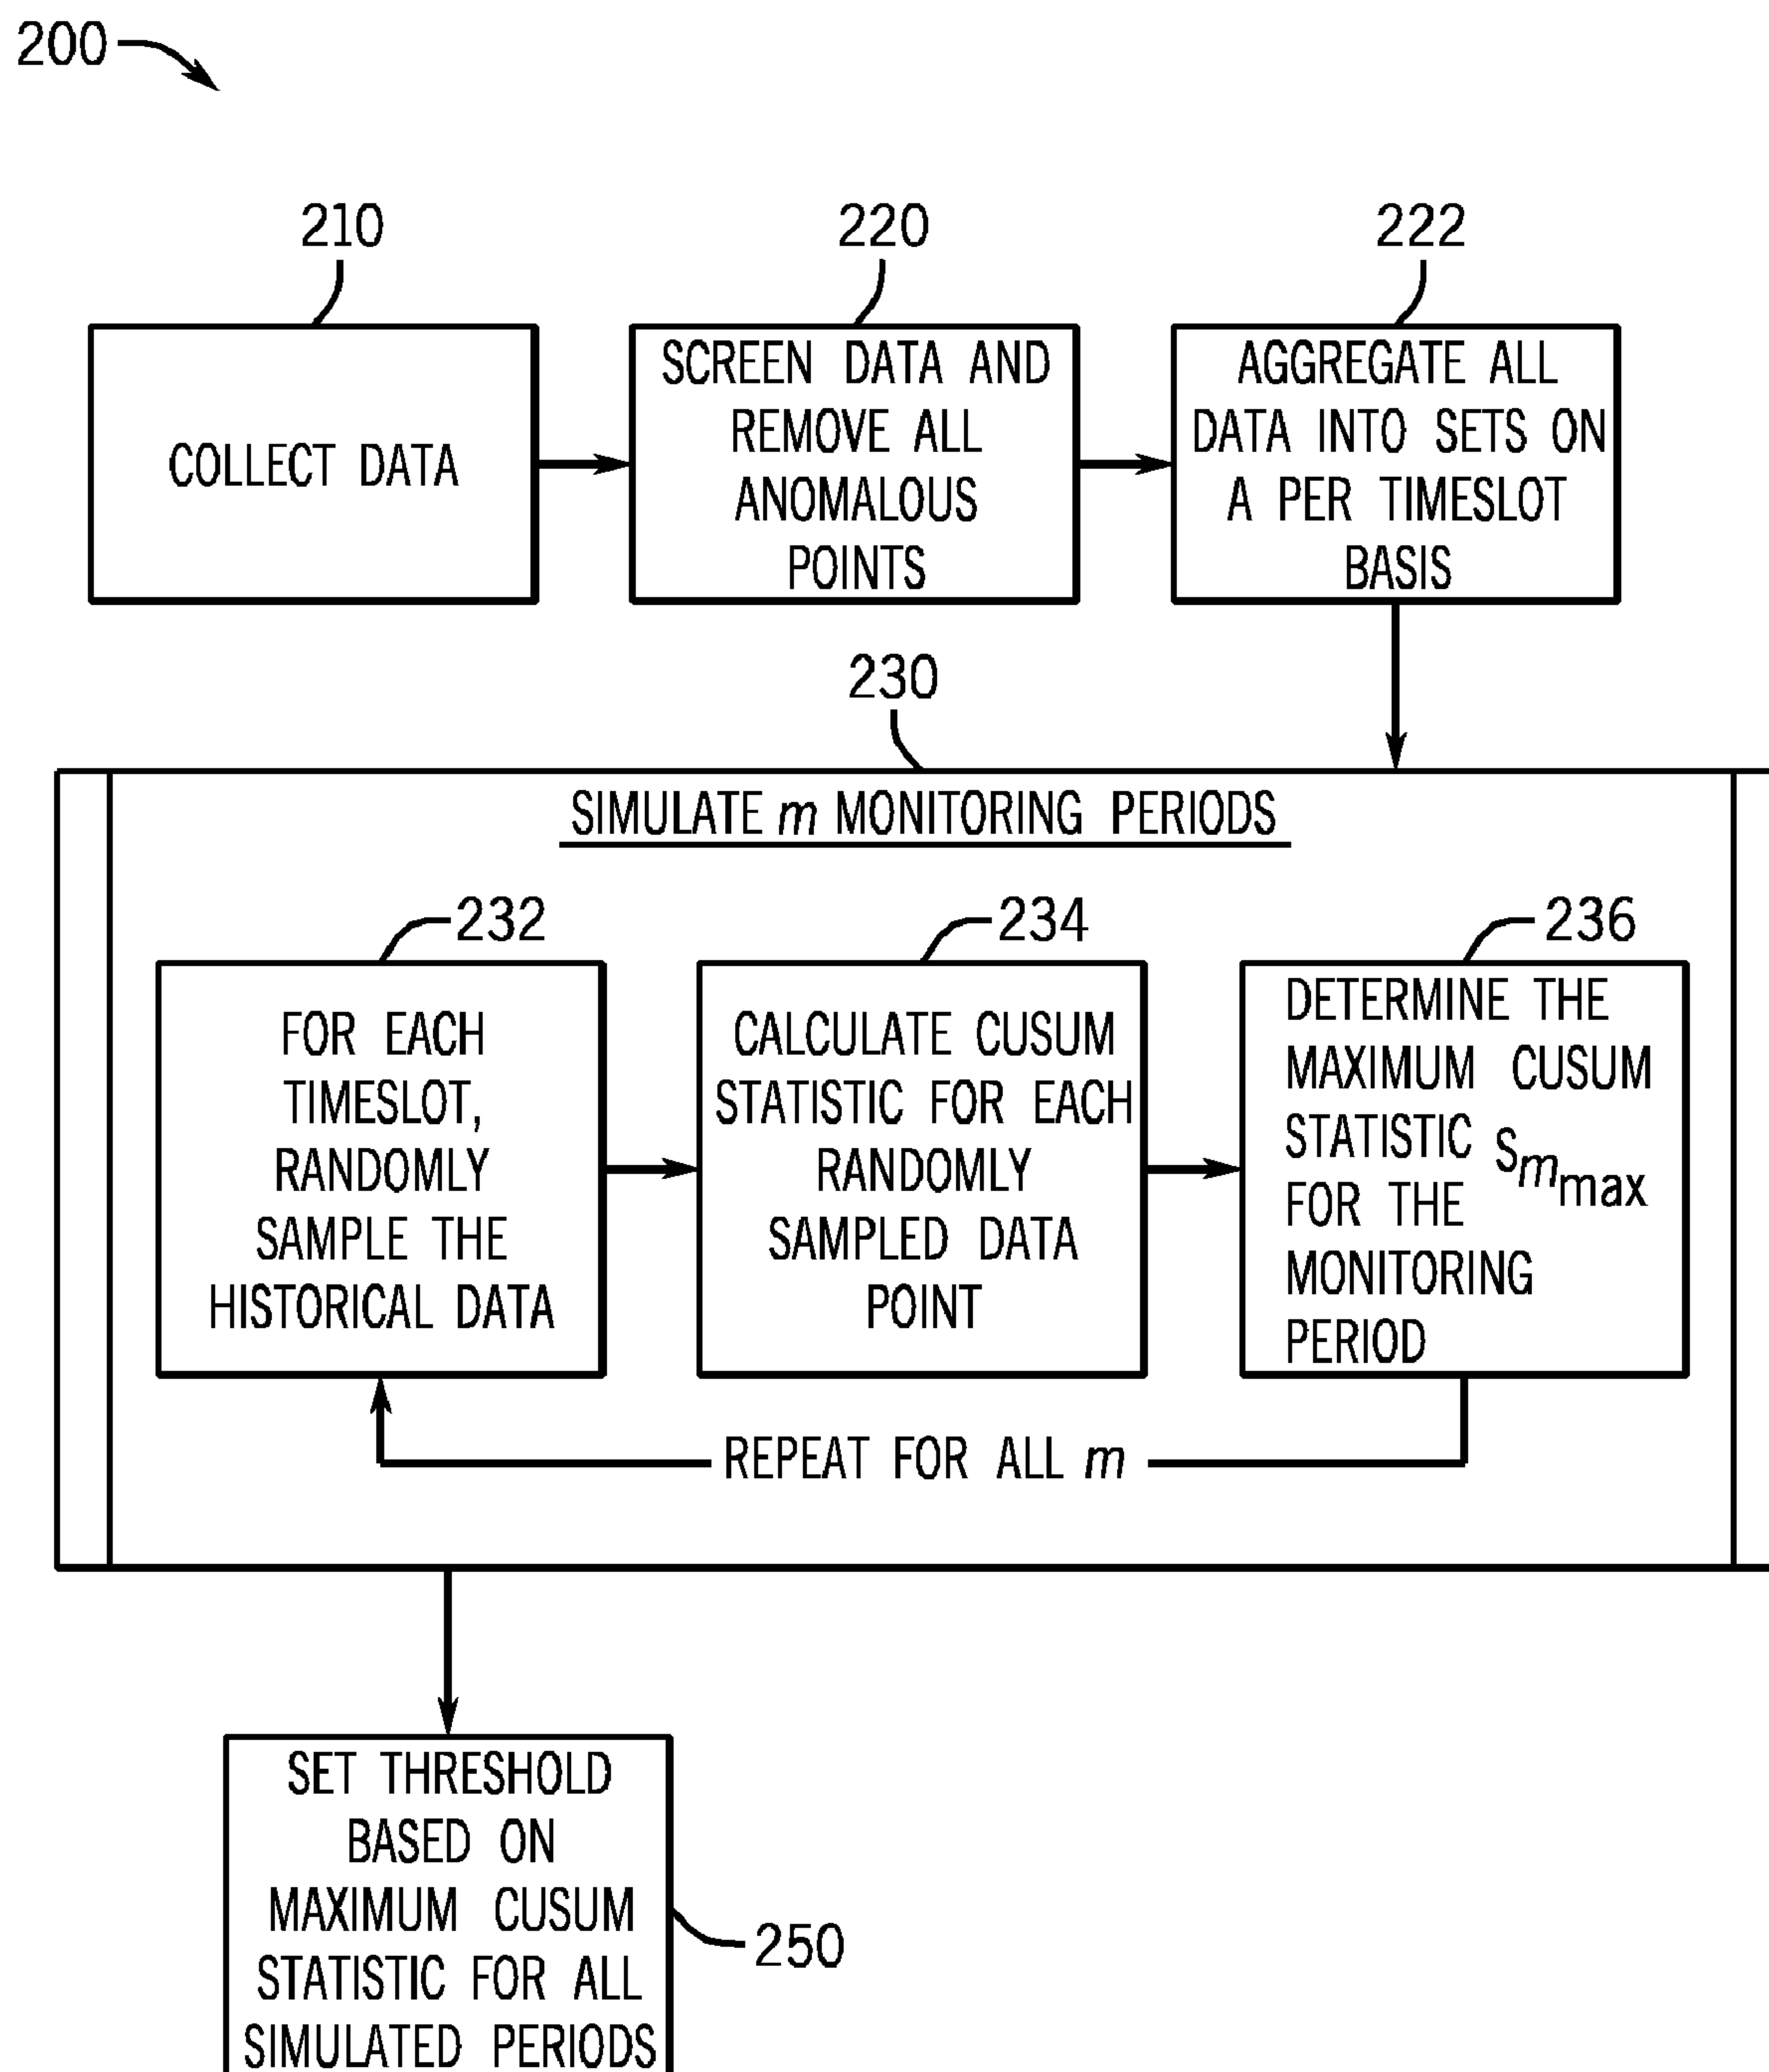 200
210
COLLECT DATA
220
SCREEN DATA AND
REMOVE ALL
ANOMALOUS
POINTS
222
AGGREGATE ALL
DATA INTO SETS ON
A PER TIMESLOT
BASIS
230
SIMULATE m MONITORING PERIODS
232
FOR EACH
TIMESLOT,
RANDOMLY
SAMPLE THE
HISTORICAL DATA
234
CALCULATE CUSUM
STATISTIC FOR EACH
RANDOMLY
SAMPLED DATA
POINT
236
DETERMINE THE
MAXIMUM CUSUM
STATISTIC Smmax
FOR THE
MONITORING
PERIOD
REPEAT FOR ALL m
SET THRESHOLD
BASED ON
MAXIMUM CUSUM
STATISTIC FOR ALL
SIMULATED PERIODS
250